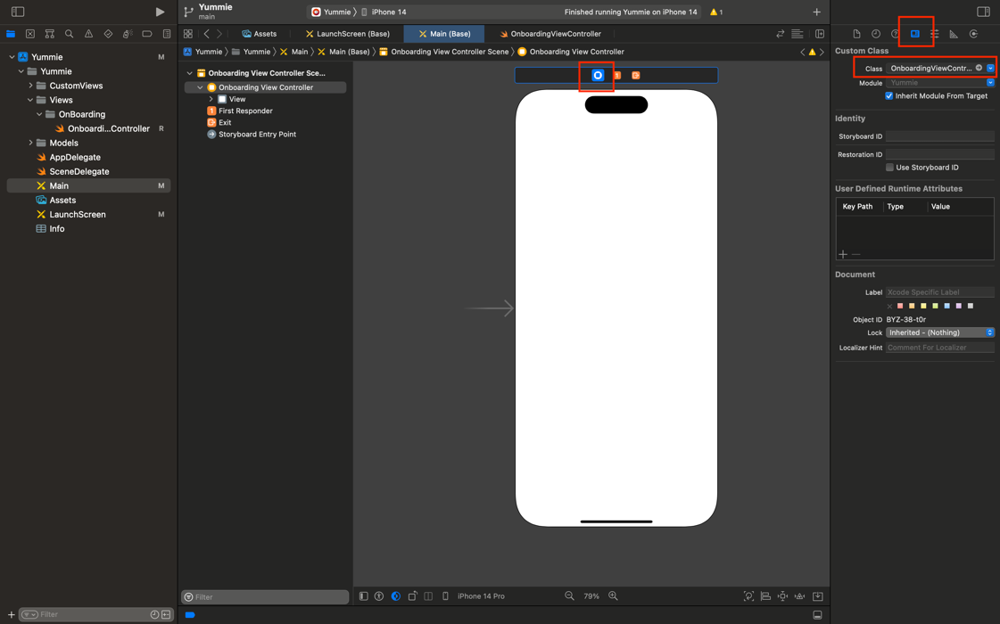 Yummie
main
Yummie
iPhone 14
Finished running Yummie on iPhone 14
1
Assets
LaunchScreen (Base)
Main (Base)
OnboardingViewController
Yummie
M
Yummie
CustomViews
Views
OnBoarding
Onboardi...Controller
R
Models
AppDelegate
SceneDelegate
Main
M
Assets
LaunchScreen
M
Info
Filter
Yummie
Yummie
Main
Main (Base)
Onboarding View Controller Scene
Onboarding View Controller
Onboarding View Controller Sce...
Onboarding View Controller
View
1
First Responder
Exit
Storyboard Entry Point
Filter
1
iPhone 14 Pro
79%
Custom Class
Class
OnboardingViewContr...
Module
Yummie
Inherit Module From Target
Identity
Storyboard ID
Restoration ID
Use Storyboard ID
User Defined Runtime Attributes
Key Path
Type
Value
Document
Label
Xcode Specific Label
Object ID
BYZ-38-t0r
Lock
Inherited - (Nothing)
Localizer Hint
Comment For Localizer